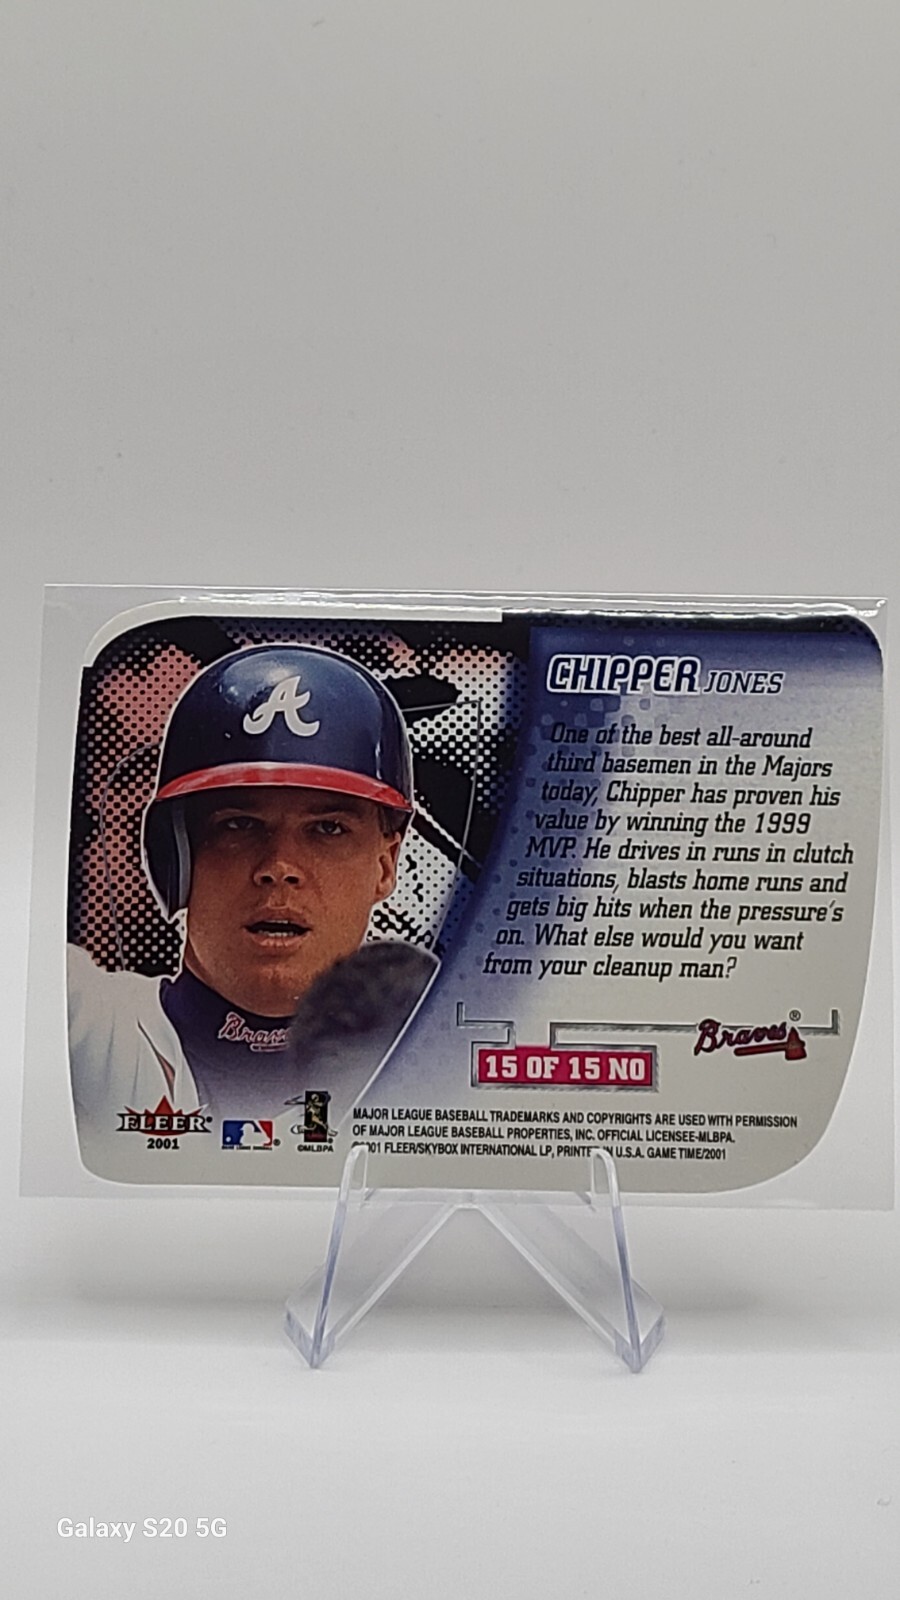 A
CHIPPER JONES
One of the best all-around
third basemen in the Majors
today, Chipper has proven his
value by winning the 1999
MVP. He drives in runs in clutch
situations, blasts home runs and
gets big hits when the pressure's
on. What else would you want
from your cleanup man?
Braves
Braves®
15 OF 15 NO
FLEER®
2001
©MLBPA
MAJOR LEAGUE BASEBALL TRADEMARKS AND COPYRIGHTS ARE USED WITH PERMISSION
OF MAJOR LEAGUE BASEBALL PROPERTIES, INC. OFFICIAL LICENSEE-MLBPA.
©2001 FLEER/SKYBOX INTERNATIONAL LP, PRINTED IN U.S.A. GAME TIME/2001
Galaxy S20 5G